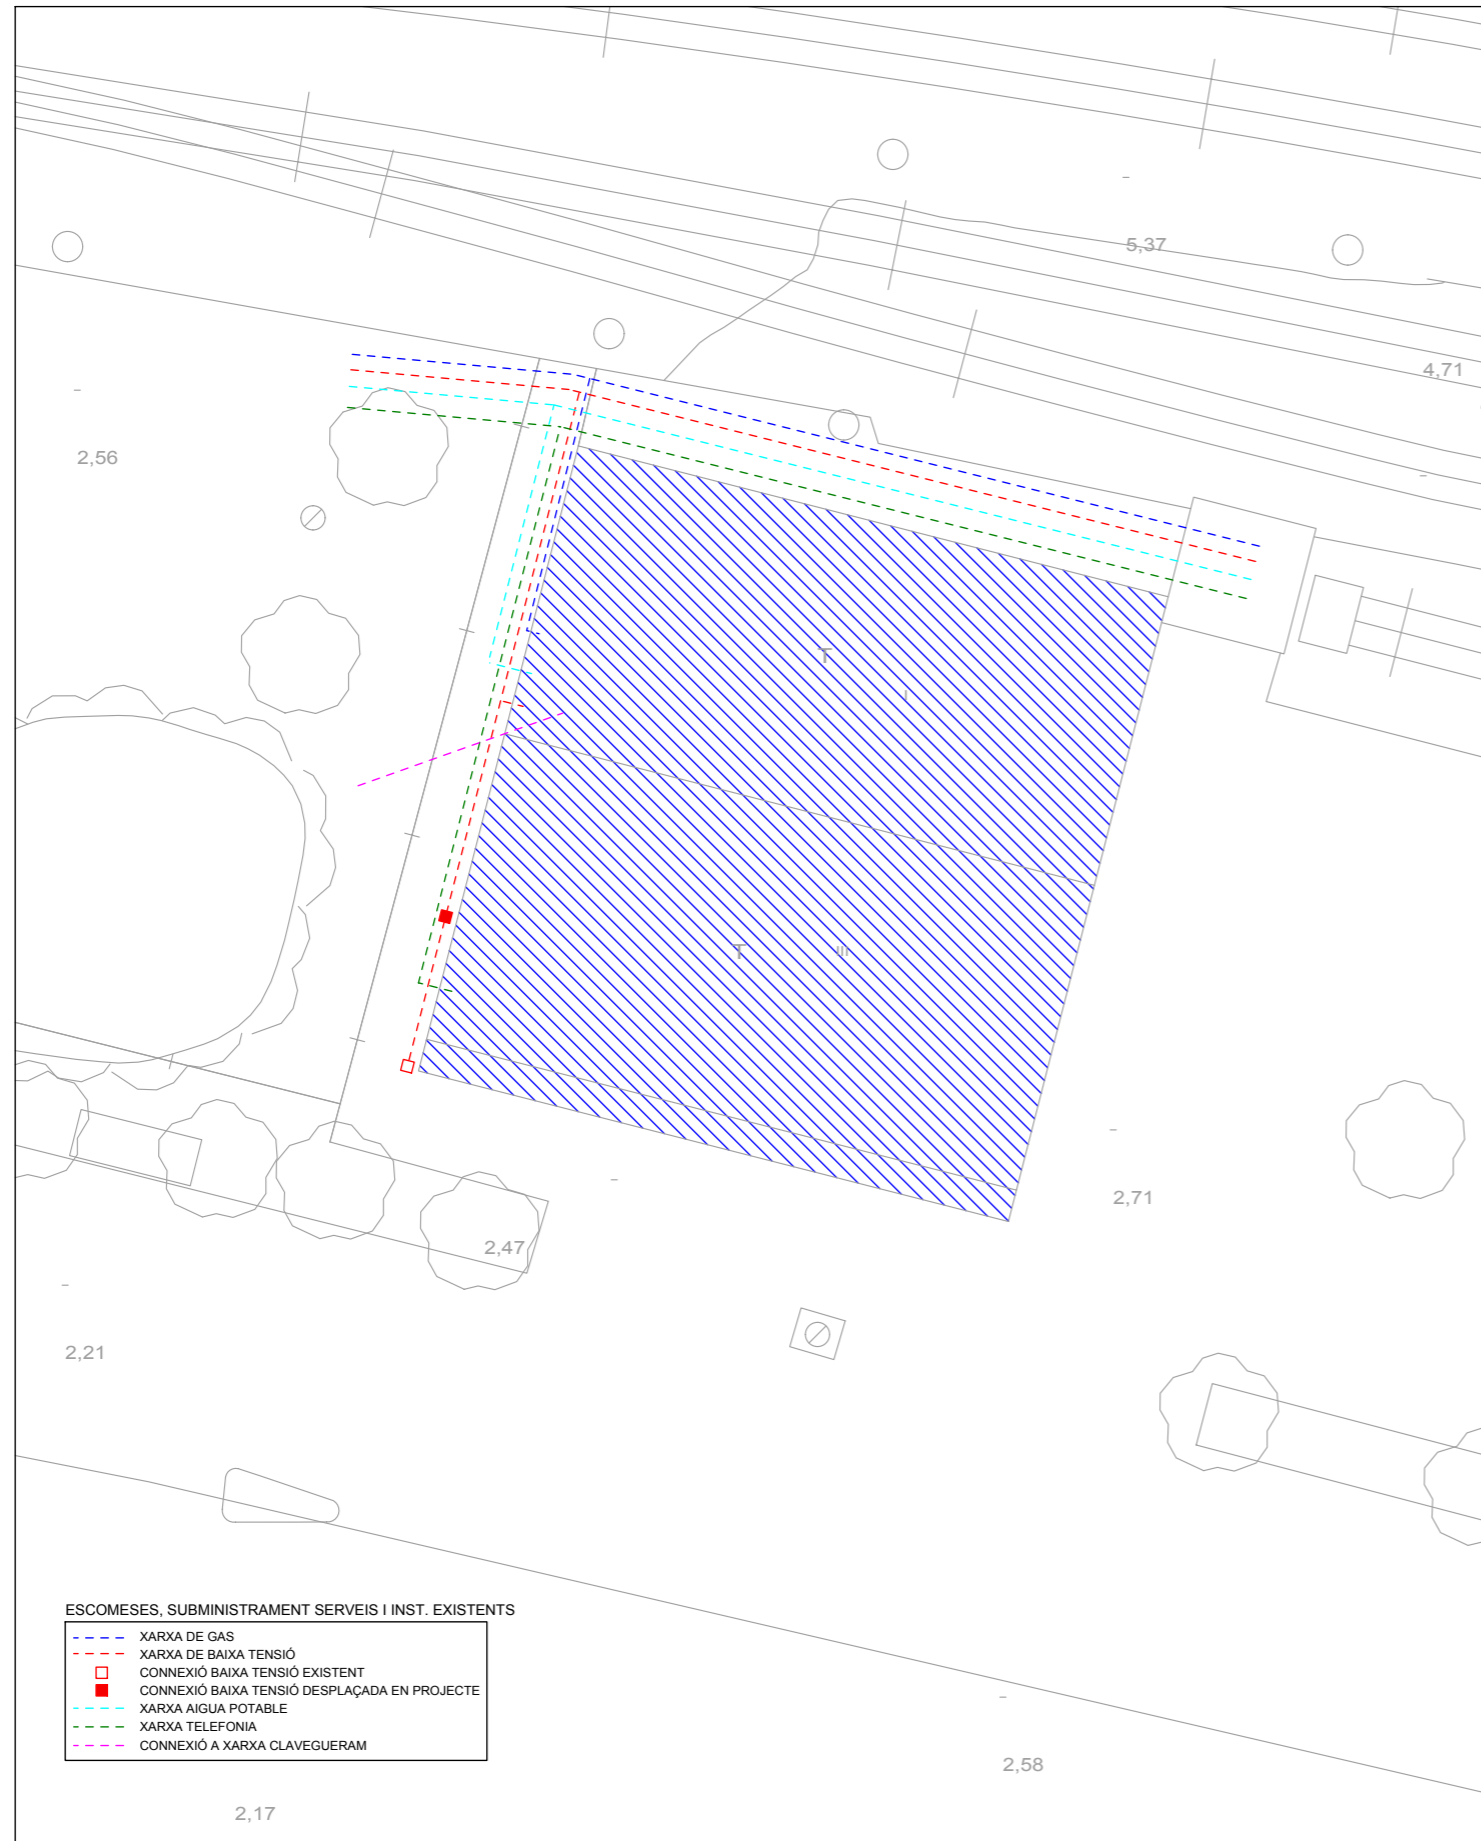 5,37
4,71
2,56
T
I
T
III
2,71
2,47
2,21
ESCOMESES, SUBMINISTRAMENT SERVEIS I INST. EXISTENTS
XARXA DE GAS
XARXA DE BAIXA TENSIÓ
CONNEXIÓ BAIXA TENSIÓ EXISTENT
CONNEXIÓ BAIXA TENSIÓ DESPLAÇADA EN PROJECTE
XARXA AIGUA POTABLE
XARXA TELEFONIA
CONNEXIÓ A XARXA CLAVEGUERAM
2,58
2,17